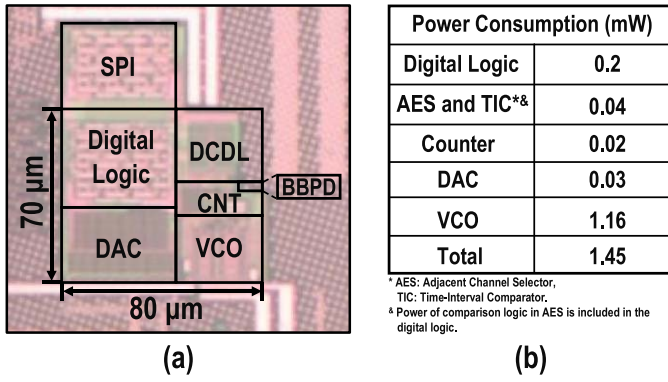 SPI
Digital
Logic
DCDL
BBPD
CNT
DAC
VCO
70 μm
80 μm
(a)
Power Consumption (mW)
Digital Logic 0.2
AES and TIC*& 0.04
Counter 0.02
DAC 0.03
VCO 1.16
Total 1.45
* AES: Adjacent Channel Selector,
TIC: Time-Interval Comparator.
& Power of comparison logic in AES is included in the
digital logic.
(b)